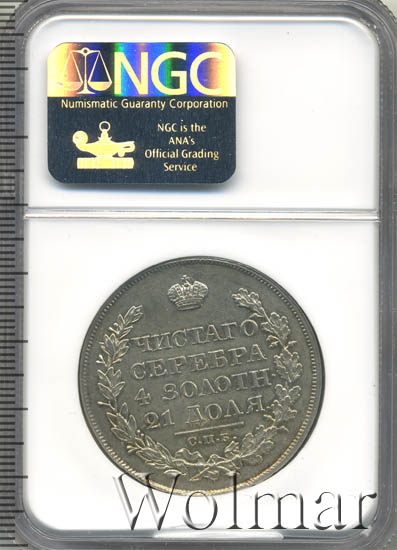 NGC
Numismatic Guaranty Corporation
NGC is the
ANA's
Official Grading
Service
ЧИСТАГО
СЕРЕБРА
4 ЗОЛОТН.
21 ДОЛЯ.
С.П.Б.
Wolmar